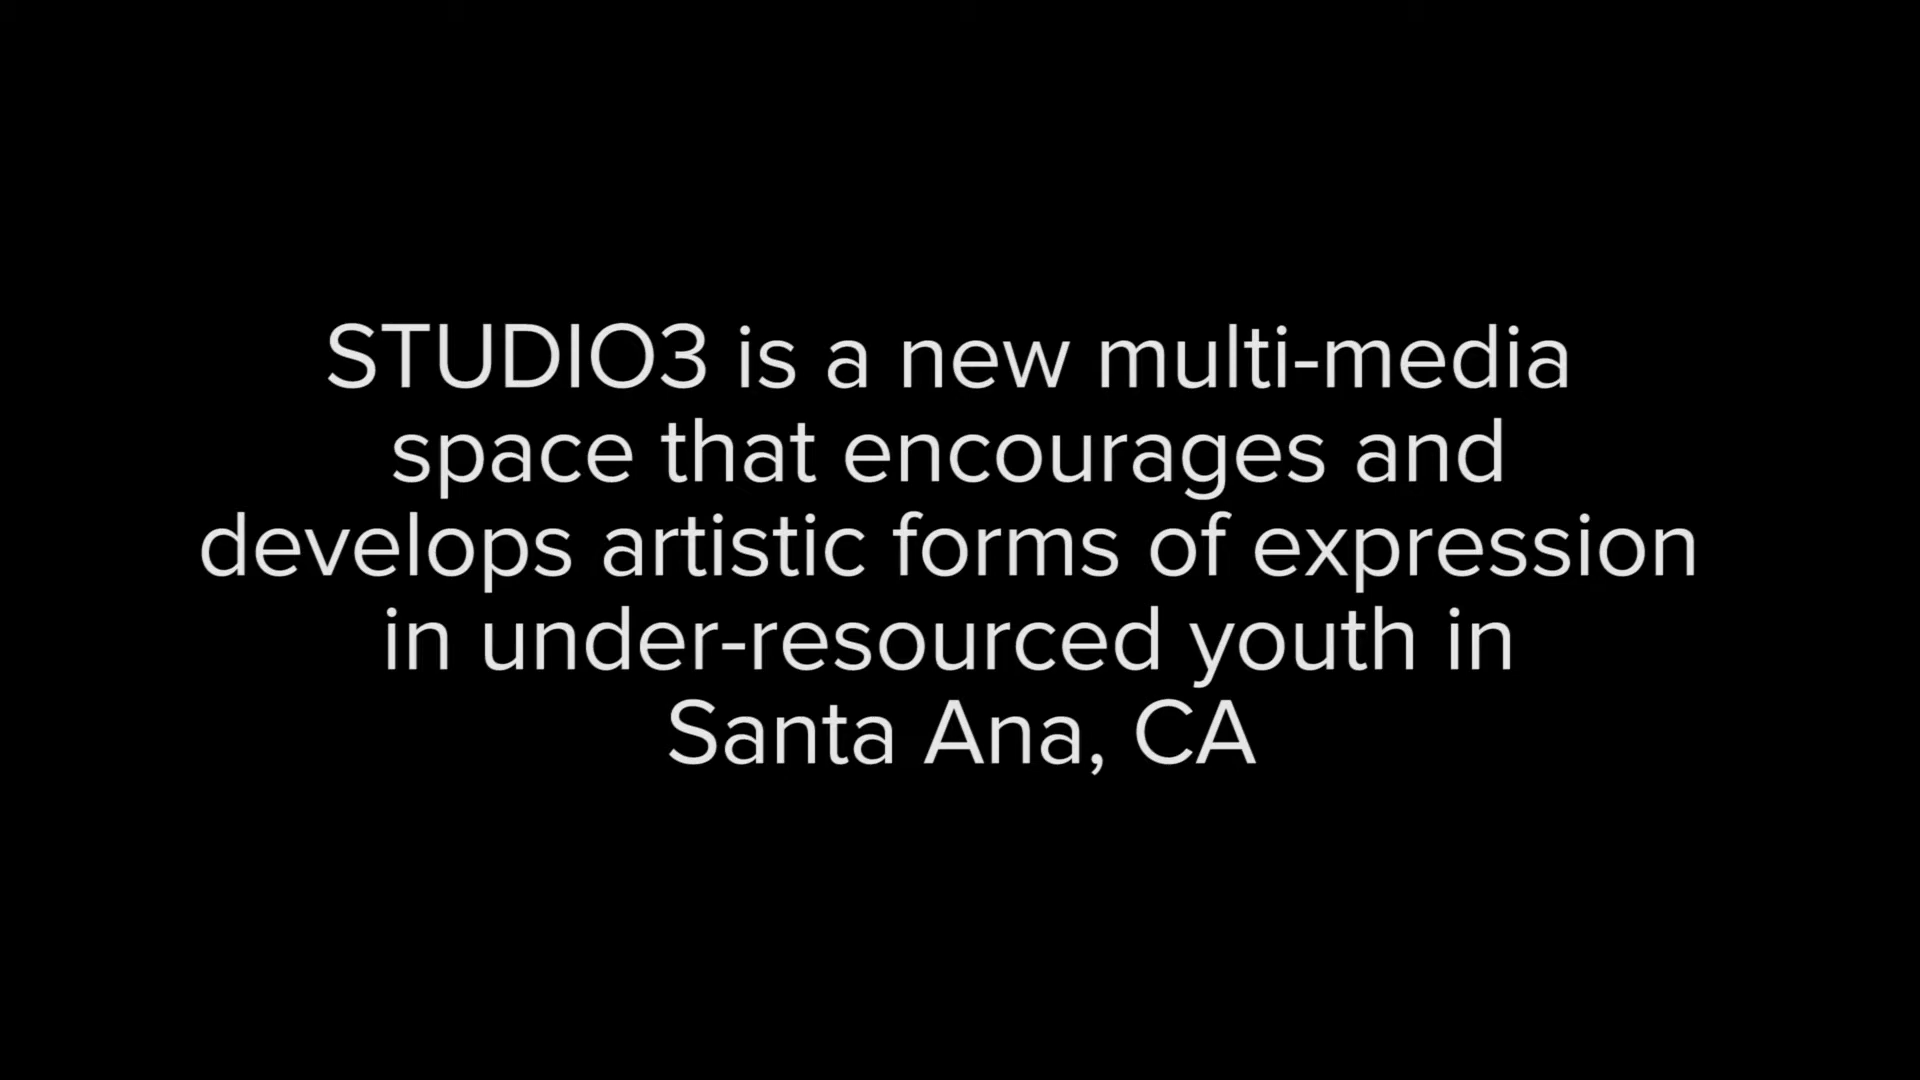 STUDIO3 is a new multi-media
space that encourages and
develops artistic forms of expression
in under-resourced youth in
Santa Ana, CA